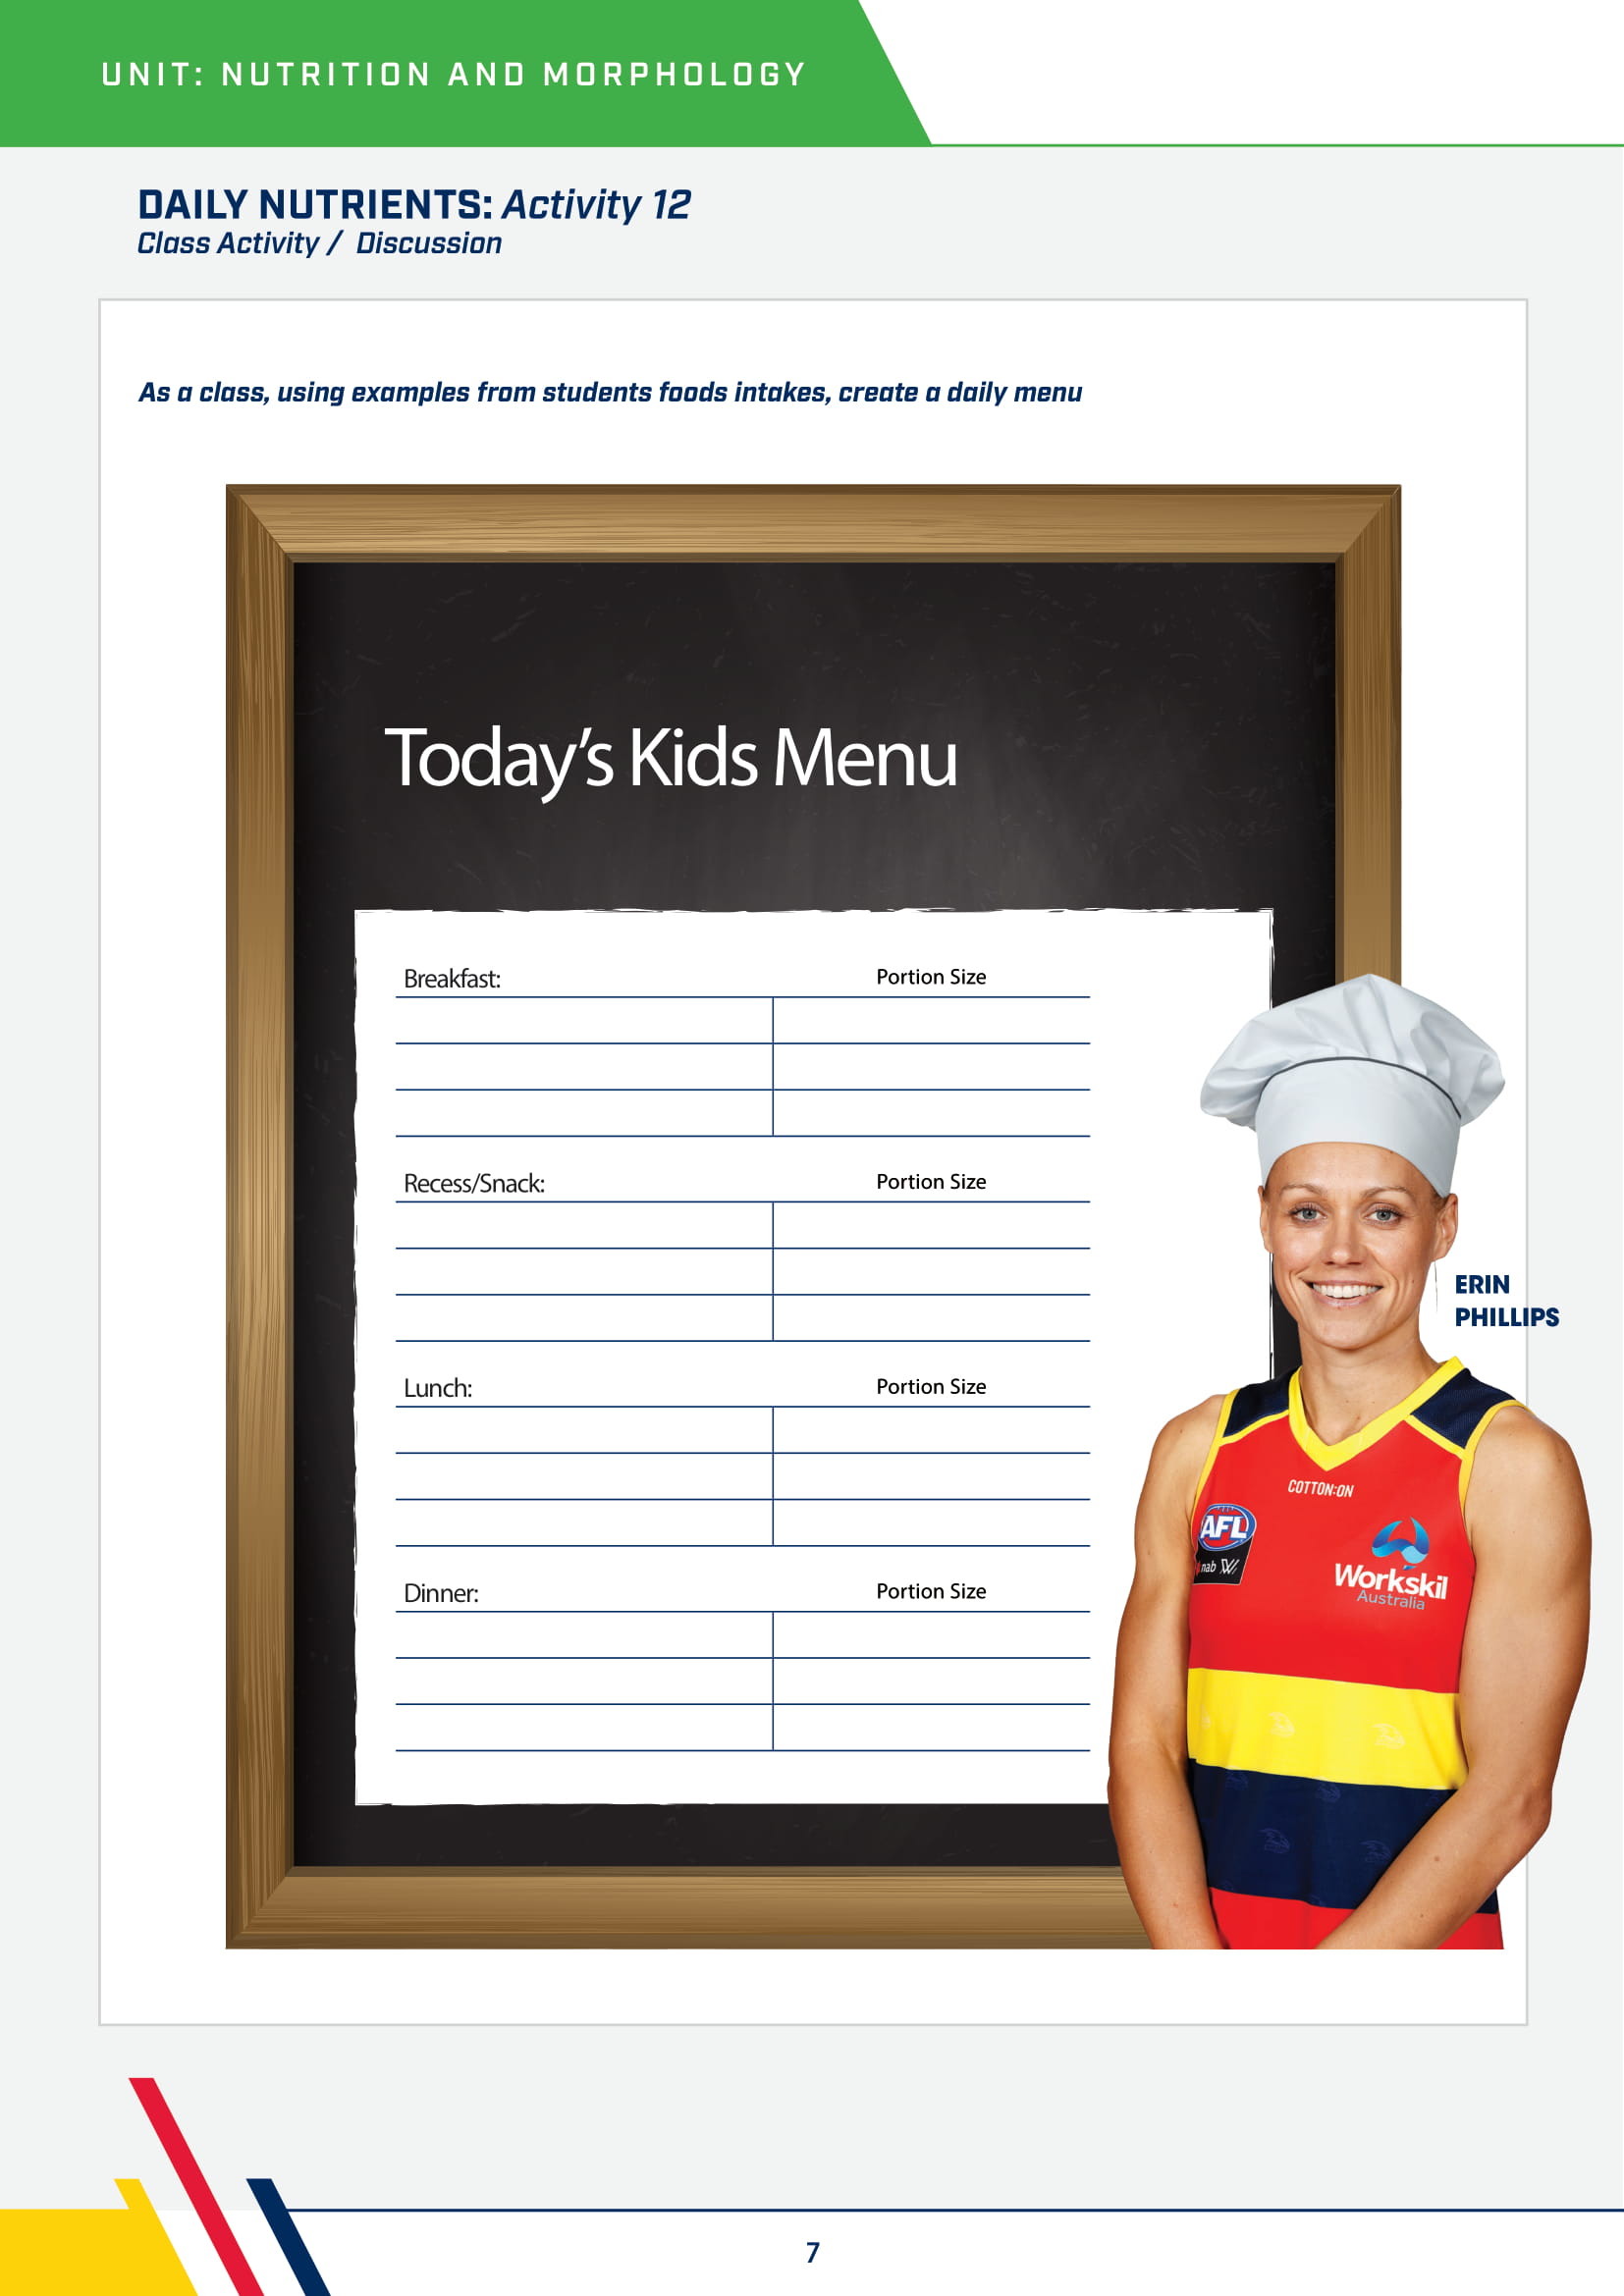 UNIT: NUTRITION AND MORPHOLOGY
DAILY NUTRIENTS: Activity 12
Class Activity / Discussion
As a class, using examples from students foods intakes, create a daily menu
Today's Kids Menu
Breakfast: Portion Size
Recess/Snack: Portion Size
Lunch: Portion Size
Dinner: Portion Size
ERIN
PHILLIPS
COTTON:ON
AFL
nab W
Workskil
Australia
7